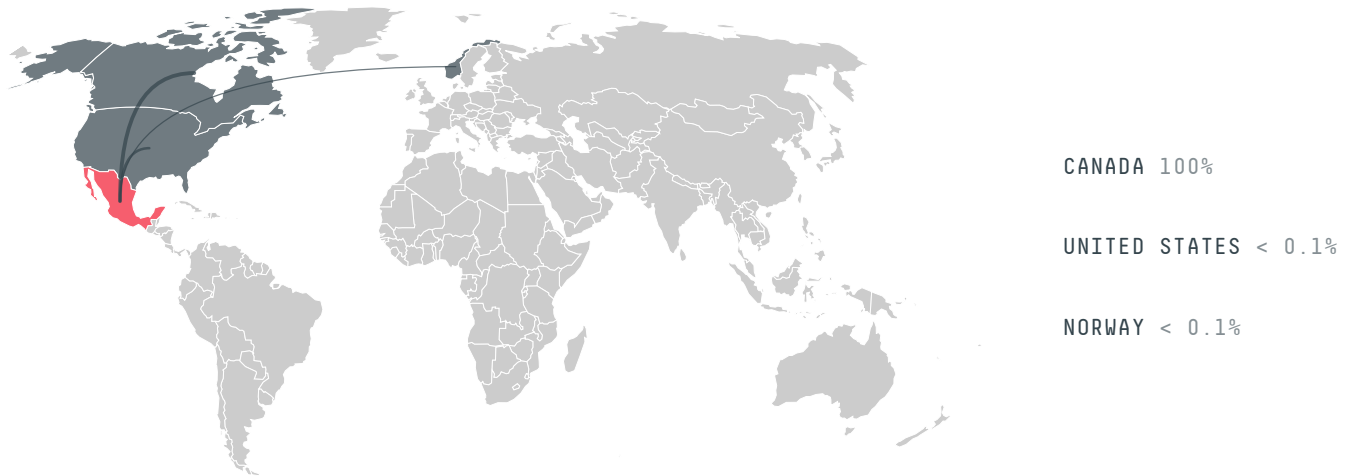 CANADA 100%
UNITED STATES < 0.1%
NORWAY < 0.1%